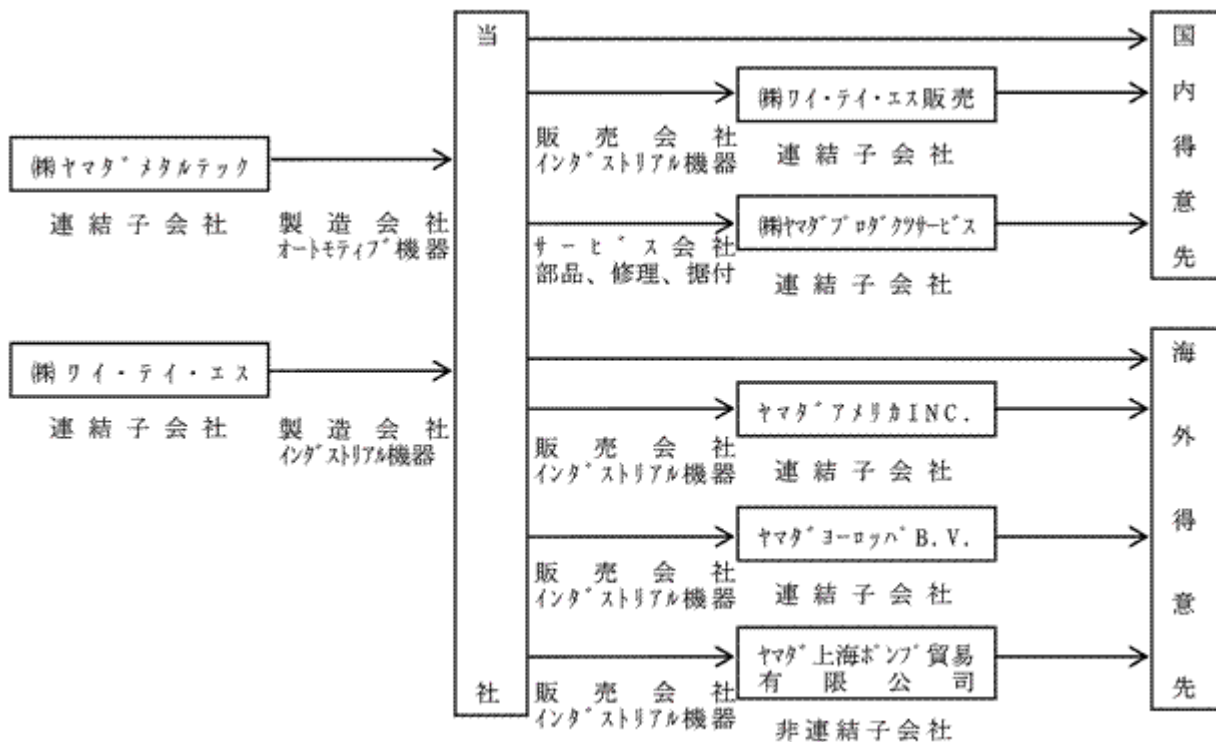 当社
国内得意先
㈱ワイ・テイ・エス販売
販売会社
インダストリアル機器
連結子会社
㈱ヤマダメタルテック
連結子会社
製造会社
オートモティブ機器
㈱ヤマダプロダクツサービス
サービス会社
部品、修理、据付
連結子会社
㈱ワイ・テイ・エス
連結子会社
製造会社
インダストリアル機器
海外得意先
ヤマダアメリカINC.
販売会社
インダストリアル機器
連結子会社
ヤマダヨーロッパB.V.
販売会社
インダストリアル機器
連結子会社
ヤマダ上海ポンプ貿易
有限公司
販売会社
インダストリアル機器
非連結子会社